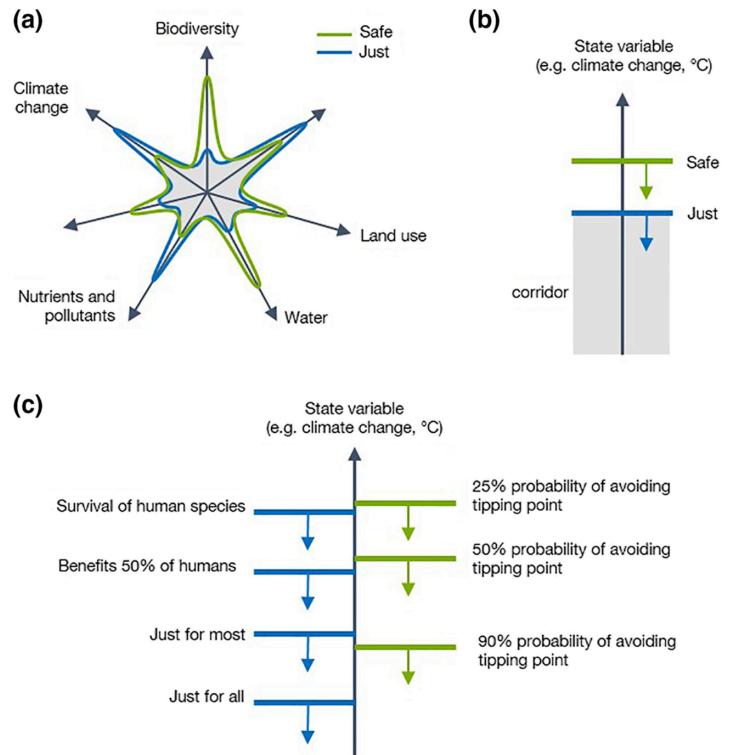 (a)
Biodiversity
Safe
Just
Climate
change
Land use
Nutrients and
pollutants
Water
(b)
State variable
(e.g. climate change, °C)
Safe
Just
corridor
(c)
State variable
(e.g. climate change, °C)
Survival of human species
25% probability of avoiding
tipping point
Benefits 50% of humans
50% probability of avoiding
tipping point
Just for most
90% probability of avoiding
tipping point
Just for all